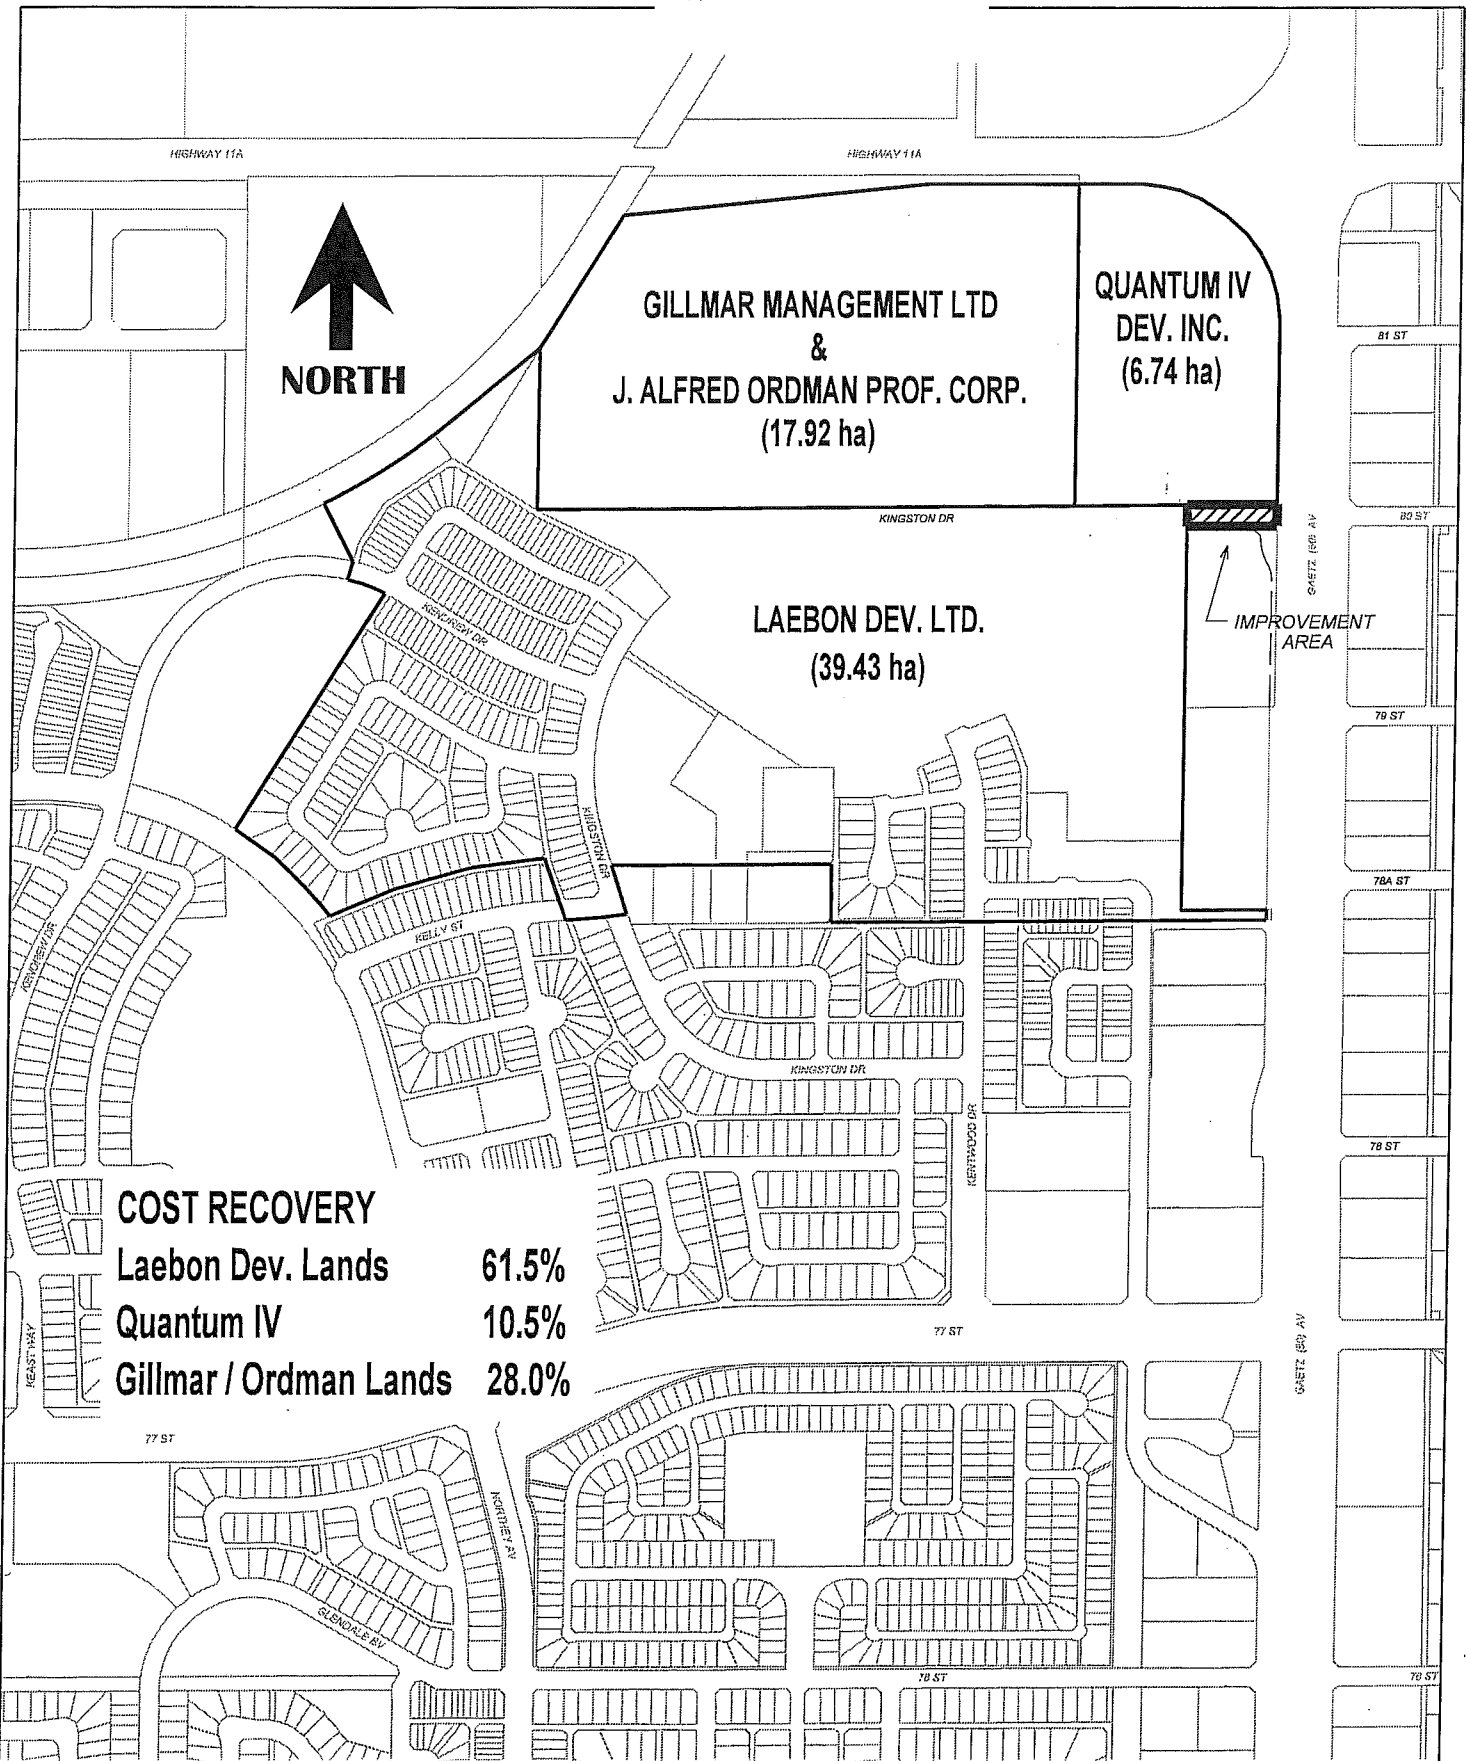 HIGHWAY 11A
HIGHWAY 11A
NORTH
GILLMAR MANAGEMENT LTD
&
J. ALFRED ORDMAN PROF. CORP.
(17.92 ha)
QUANTUM IV
DEV. INC.
(6.74 ha)
81 ST
KINGSTON DR
80 ST
GAETZ (50) AV
IMPROVEMENT
AREA
KENDREW DR
LAEBON DEV. LTD.
(39.43 ha)
79 ST
KINGSTON DR
78A ST
KELLY ST
KENDREW DR
KINGSTON DR
KENTWOOD DR
78 ST
COST RECOVERY
Laebon Dev. Lands 61.5%
Quantum IV 10.5%
Gillmar / Ordman Lands 28.0%
KEAST WAY
77 ST
GAETZ (50) AV
77 ST
NORTHEY AV
GLENDALE BV
76 ST
76 ST